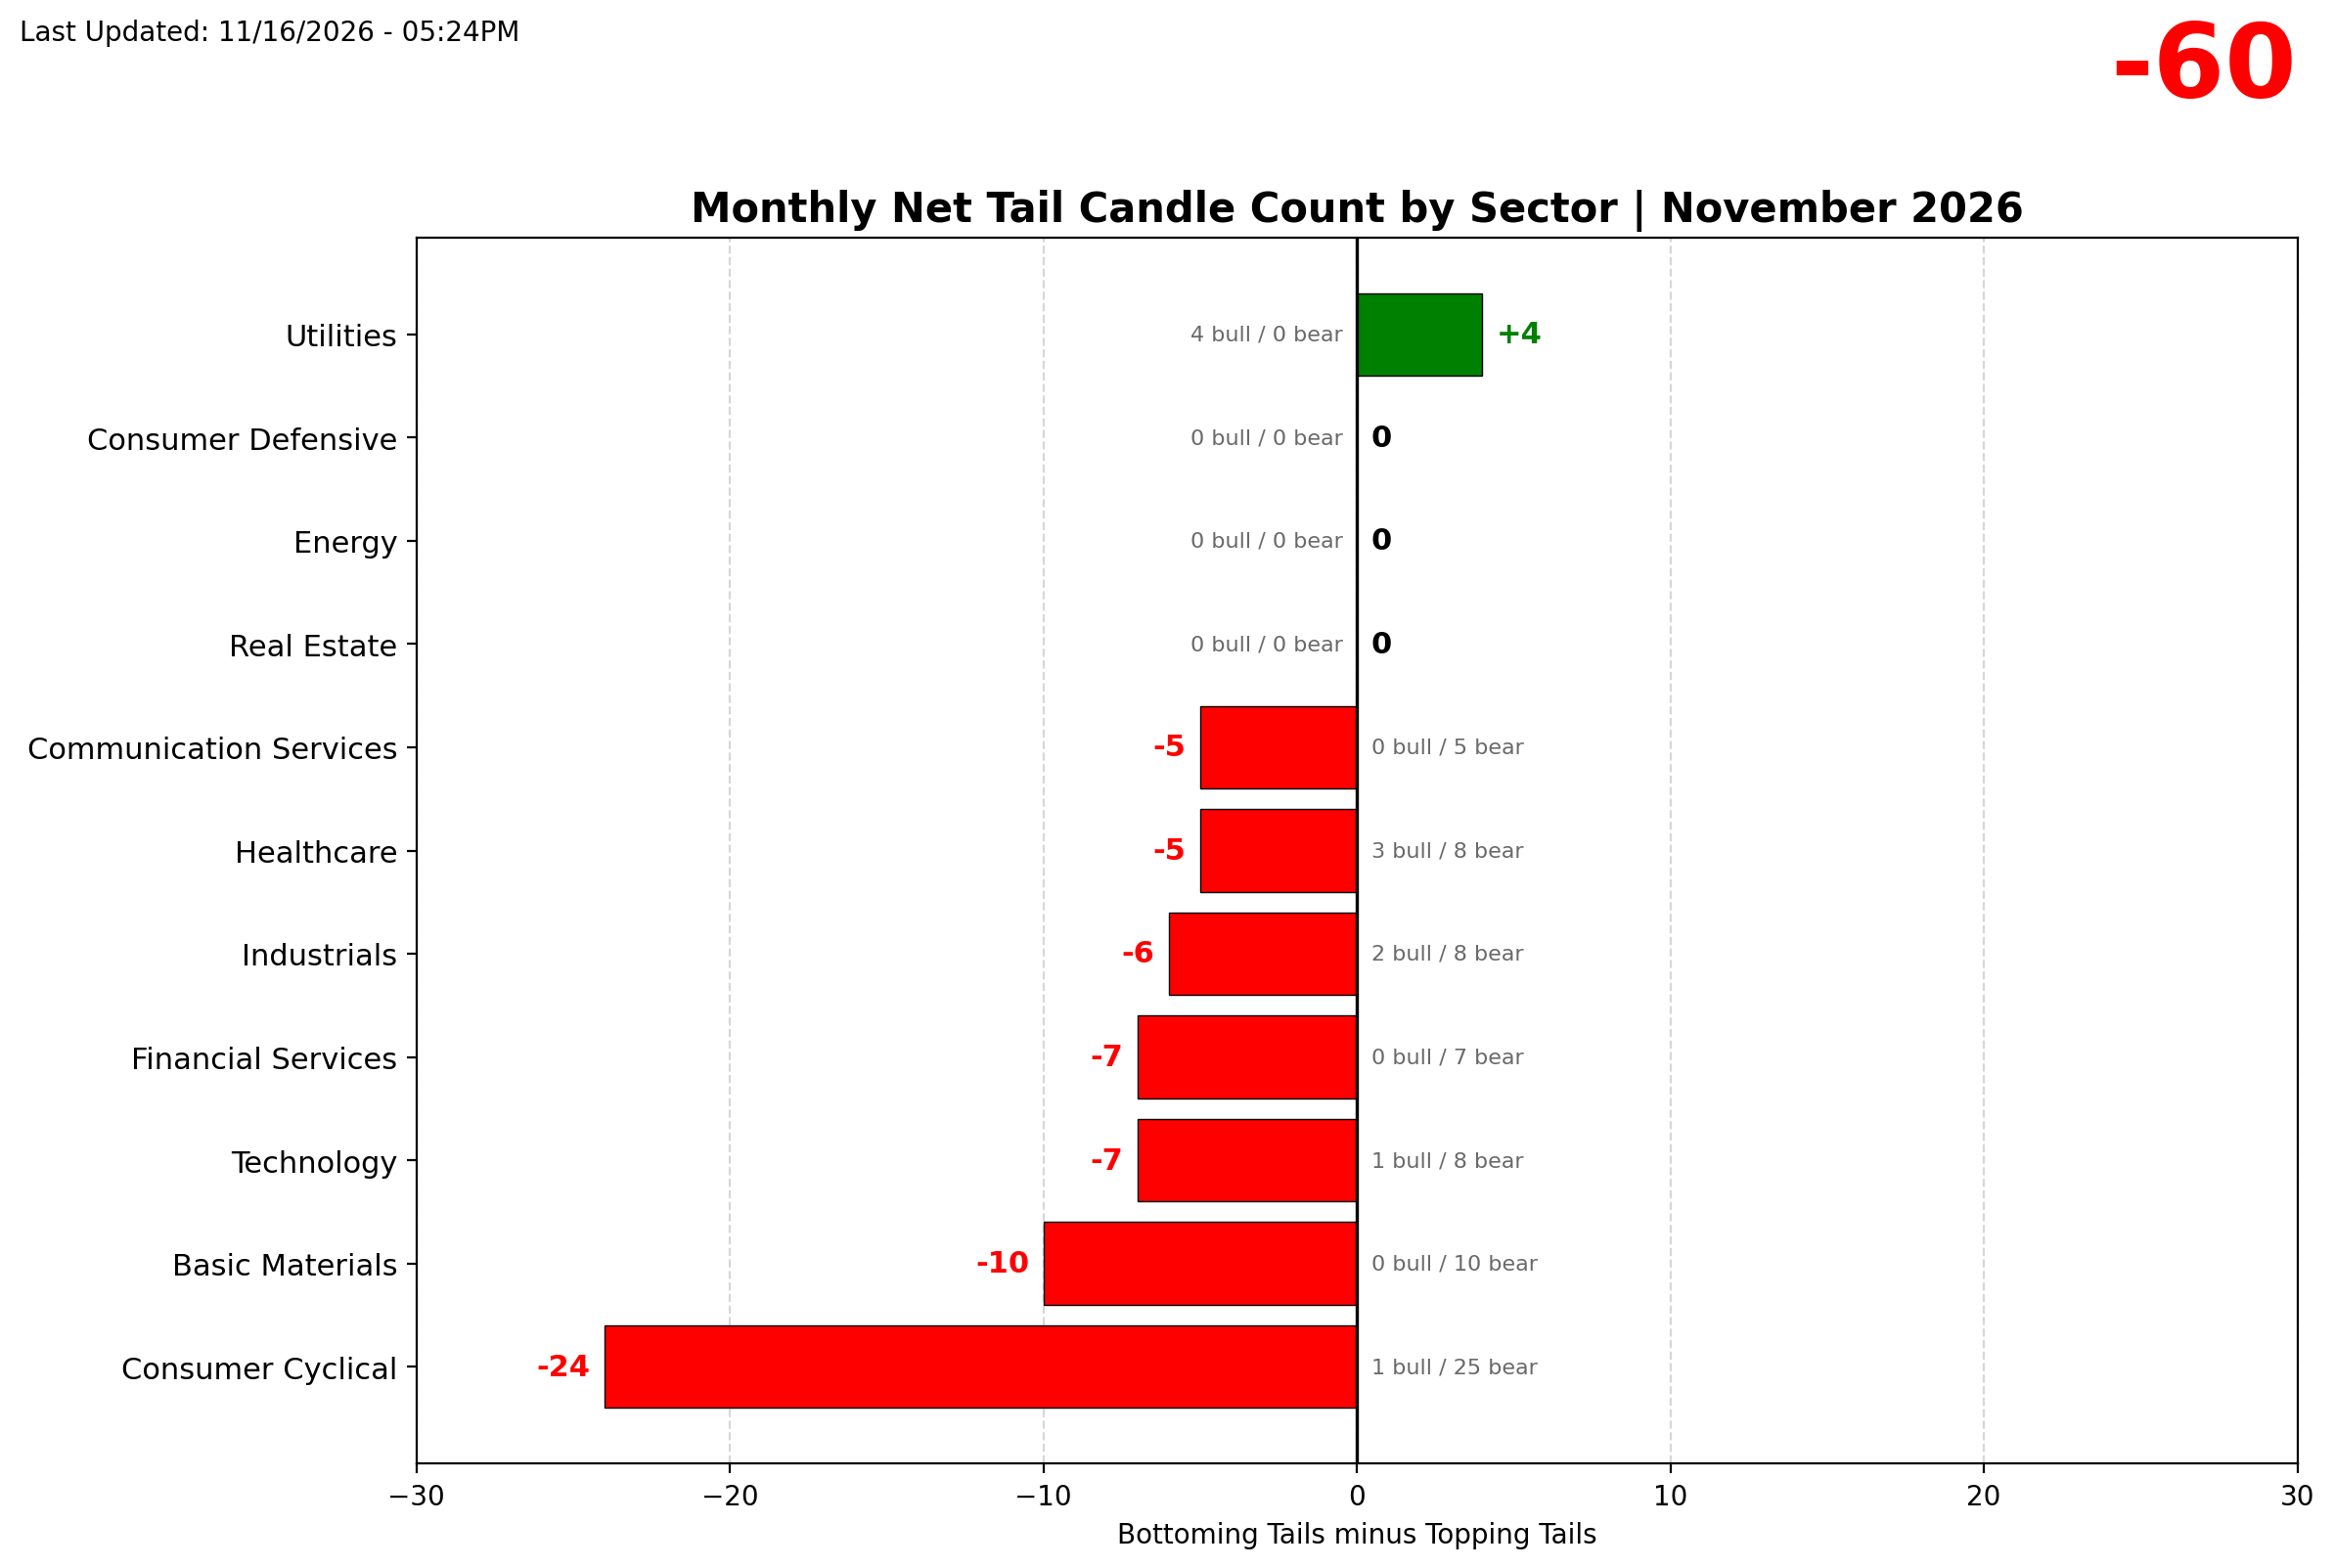 Last Updated: 11/16/2026 - 05:24PM
-60
Monthly Net Tail Candle Count by Sector | November 2026
Utilities 4 bull / 0 bear +4
Consumer Defensive 0 bull / 0 bear 0
Energy 0 bull / 0 bear 0
Real Estate 0 bull / 0 bear 0
Communication Services -5 0 bull / 5 bear
Healthcare -5 3 bull / 8 bear
Industrials -6 2 bull / 8 bear
Financial Services -7 0 bull / 7 bear
Technology -7 1 bull / 8 bear
Basic Materials -10 0 bull / 10 bear
Consumer Cyclical -24 1 bull / 25 bear
−30 −20 −10 0 10 20 30
Bottoming Tails minus Topping Tails